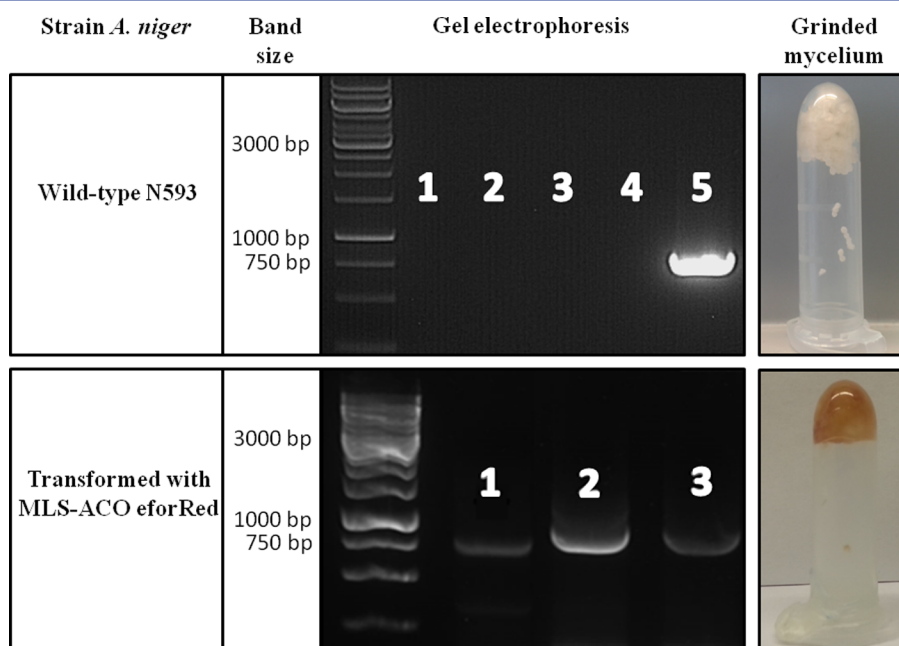 Strain A. niger
Band
size
Gel electrophoresis
Grinded
mycelium
Wild-type N593
3000 bp
1000 bp
750 bp
1 2 3 4 5
Transformed with
MLS-ACO eforRed
3000 bp
1000 bp
750 bp
1 2 3